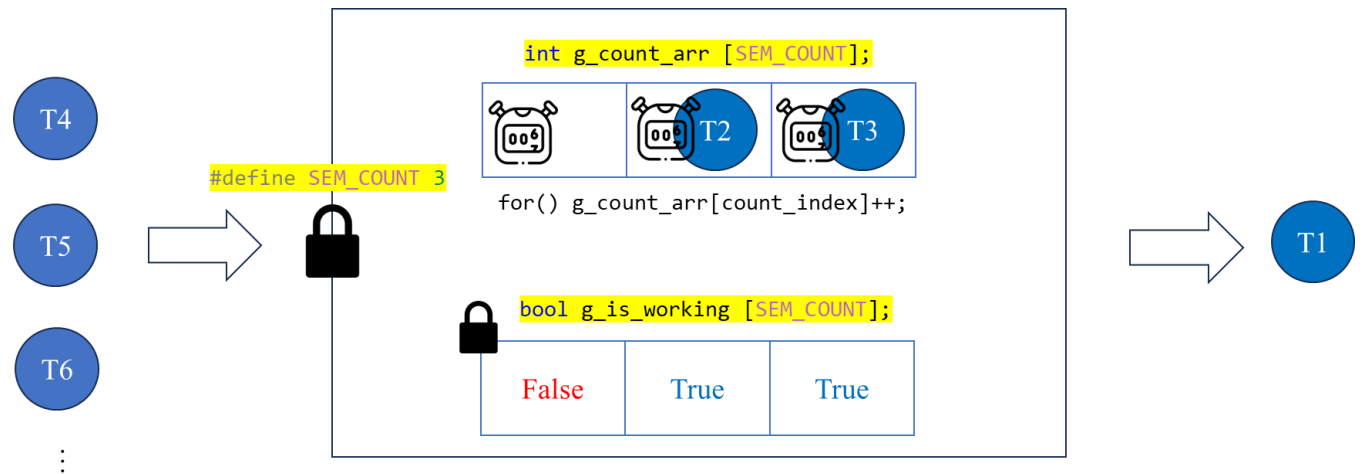 int g_count_arr [SEM_COUNT];
T4
T2
T3
#define SEM_COUNT 3
for() g_count_arr[count_index]++;
T5
T1
bool g_is_working [SEM_COUNT];
T6
False
True
True
⋮